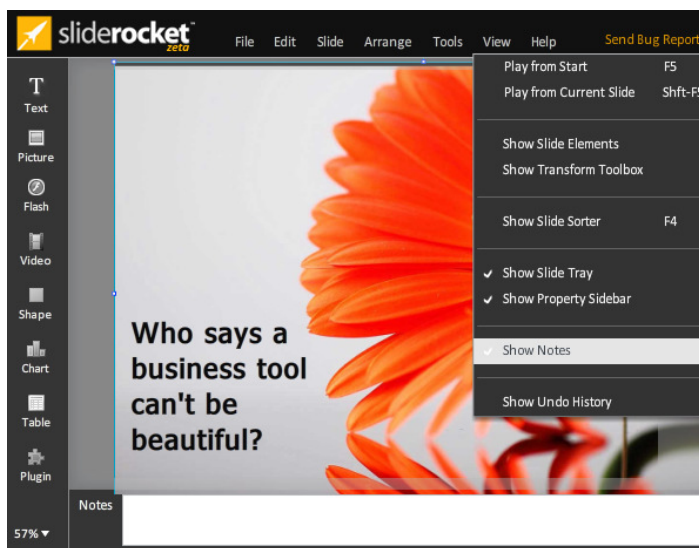 sliderocket
zeta
File Edit Slide Arrange Tools View Help Send Bug Report
Play from Start F5
Play from Current Slide Shft-F5
Show Slide Elements
Show Transform Toolbox
Show Slide Sorter F4
Show Slide Tray
Show Property Sidebar
Show Notes
Show Undo History
Text
Picture
Flash
Video
Shape
Chart
Table
Plugin
57%
Who says a
business tool
can't be
beautiful?
Notes